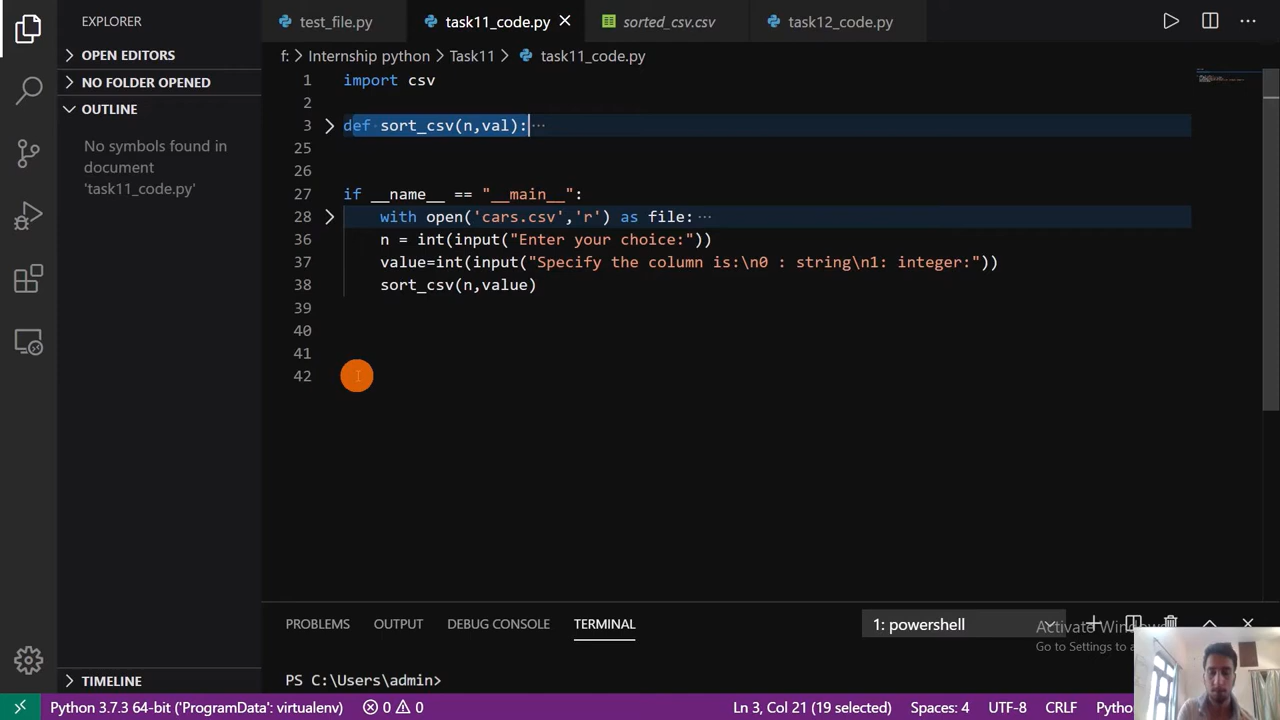 EXPLORER
test_file.py
task11_code.py
sorted_csv.csv
task12_code.py
OPEN EDITORS
NO FOLDER OPENED
OUTLINE
No symbols found in
document
'task11_code.py'
f: > Internship python > Task11 > task11_code.py
1 import csv
2
3 def sort_csv(n,val):···
25
26
27 if __name__ == "__main__":
28 with open('cars.csv','r') as file:···
36 n = int(input("Enter your choice:"))
37 value=int(input("Specify the column is:\n0 : string\n1: integer:"))
38 sort_csv(n,value)
39
40
41
42
PROBLEMS OUTPUT DEBUG CONSOLE TERMINAL
1: powershell
Activate Windo
Go to Settings to a
PS C:\Users\admin>
TIMELINE
Python 3.7.3 64-bit ('ProgramData': virtualenv) 0 0 Ln 3, Col 21 (19 selected) Spaces: 4 UTF-8 CRLF Python